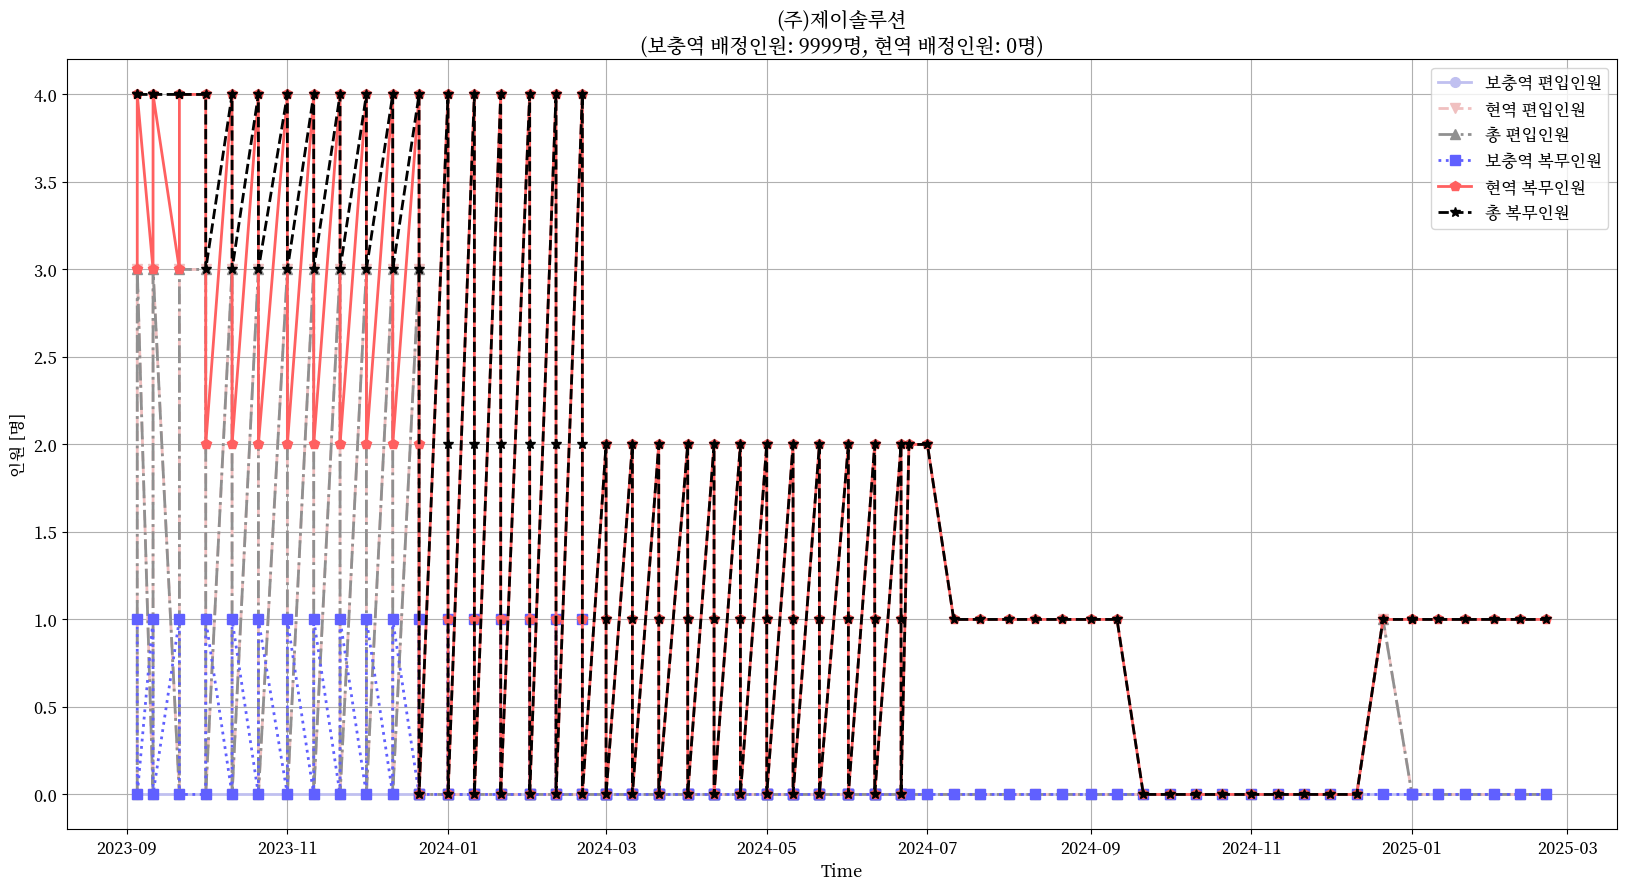 (주)제이솔루션
(보충역 배정인원: 9999명, 현역 배정인원: 0명)
보충역 편입인원
현역 편입인원
총 편입인원
보충역 복무인원
현역 복무인원
총 복무인원
인원 [명]
4.0
3.5
3.0
2.5
2.0
1.5
1.0
0.5
0.0
2023-09 2023-11 2024-01 2024-03 2024-05 2024-07 2024-09 2024-11 2025-01 2025-03
Time